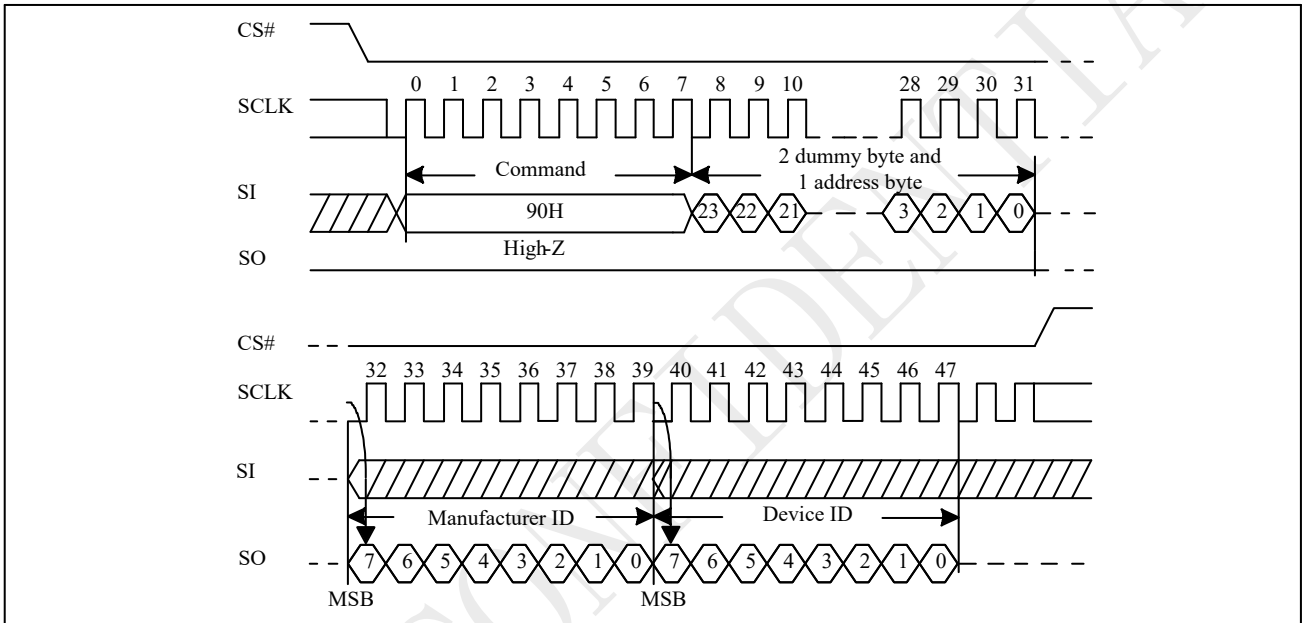 CS#
0 1 2 3 4 5 6 7 8 9 10 28 29 30 31
SCLK
Command
2 dummy byte and
1 address byte
SI
90H
23 22 21 3 2 1 0
High-Z
SO
CS#
32 33 34 35 36 37 38 39 40 41 42 43 44 45 46 47
SCLK
SI
Manufacturer ID
Device ID
SO
7 6 5 4 3 2 1 0 7 6 5 4 3 2 1 0
MSB MSB
CONFIDENTIA